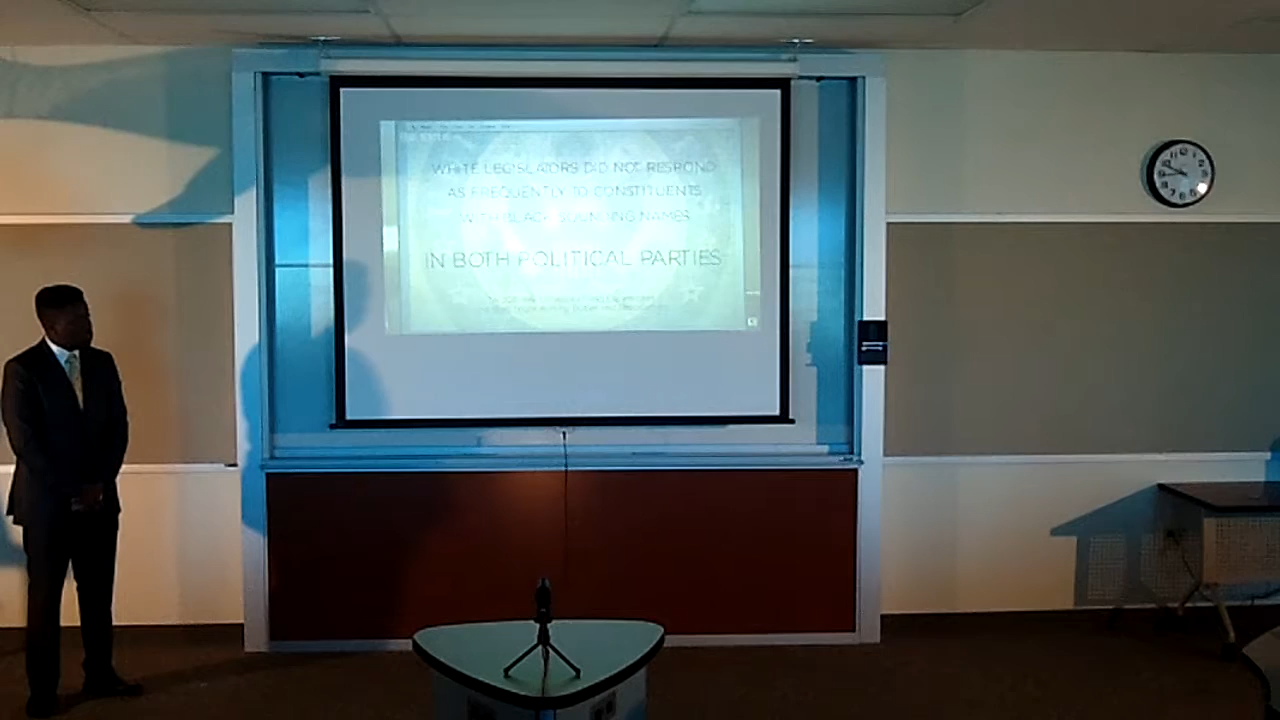 WHITE LEGISLATORS DID NOT RESPOND
AS FREQUENTLY TO CONSTITUENTS
WITH BLACK SOUNDING NAMES
IN BOTH POLITICAL PARTIES